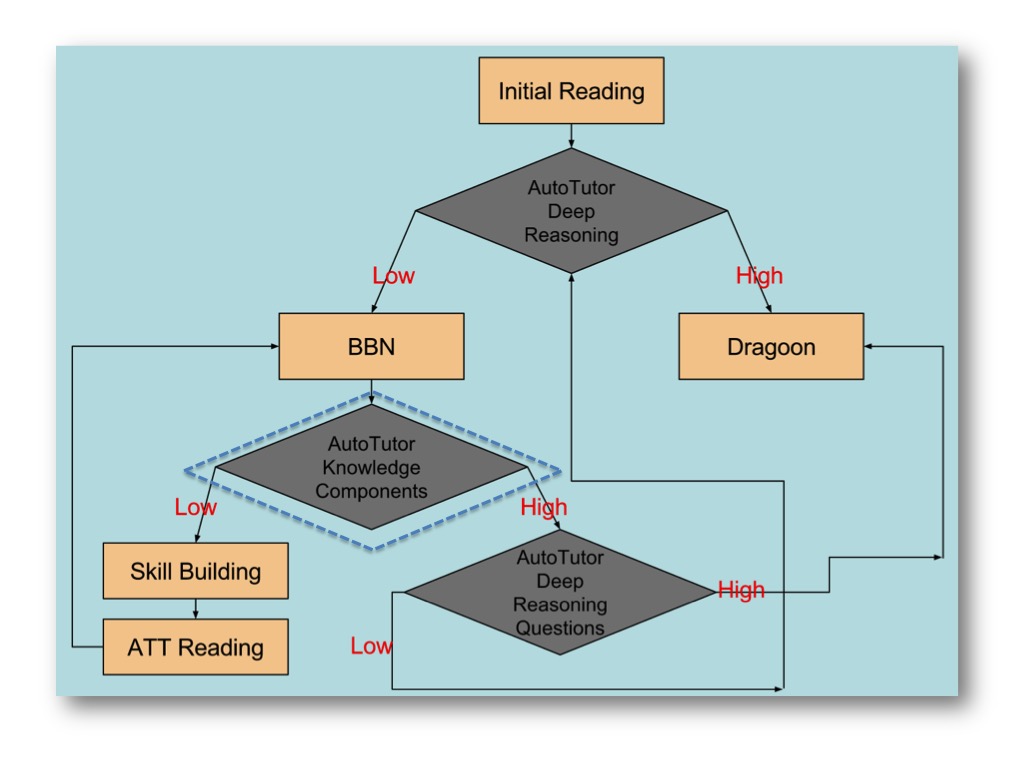 Initial Reading
AutoTutor
Deep
Reasoning
Low
High
BBN
Dragoon
AutoTutor
Knowledge
Components
Low
High
Skill Building
AutoTutor
Deep
Reasoning
Questions
High
Low
ATT Reading